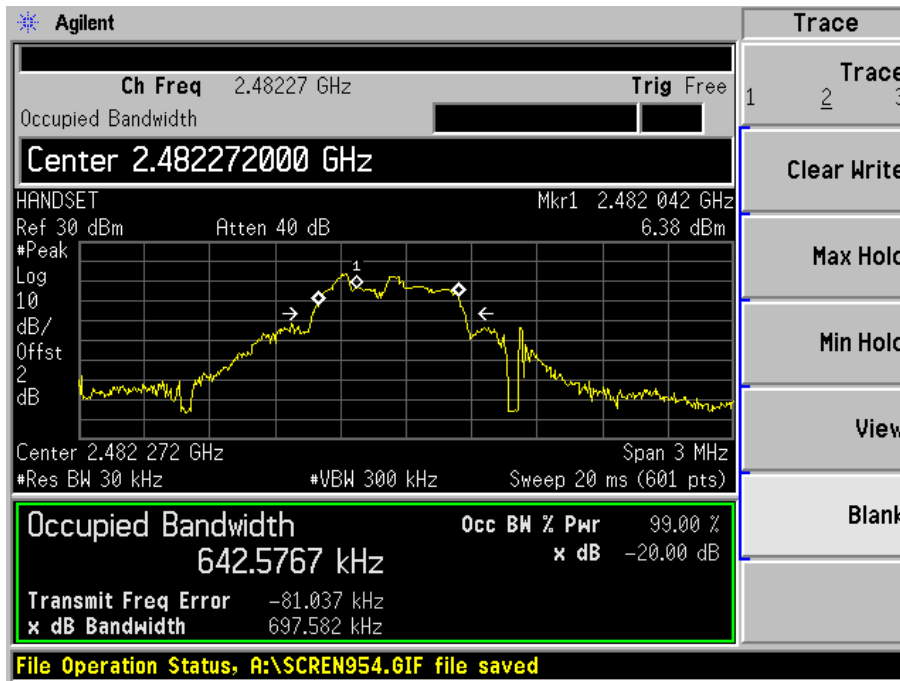 Agilent
Trace
Ch Freq 2.48227 GHz Trig Free
Occupied Bandwidth
Center 2.482272000 GHz
HANDSET Mkr1 2.482 042 GHz
Ref 30 dBm Atten 40 dB 6.38 dBm
#Peak
Log
10
dB/
Offst
2
dB
1
Center 2.482 272 GHz Span 3 MHz
#Res BW 30 kHz #VBW 300 kHz Sweep 20 ms (601 pts)
Occupied Bandwidth
642.5767 kHz
Occ BW % Pwr 99.00 %
x dB -20.00 dB
Transmit Freq Error -81.037 kHz
x dB Bandwidth 697.582 kHz
File Operation Status, A:\SCREN954.GIF file saved
Trace
1 2 3
Clear Write
Max Hold
Min Hold
View
Blank